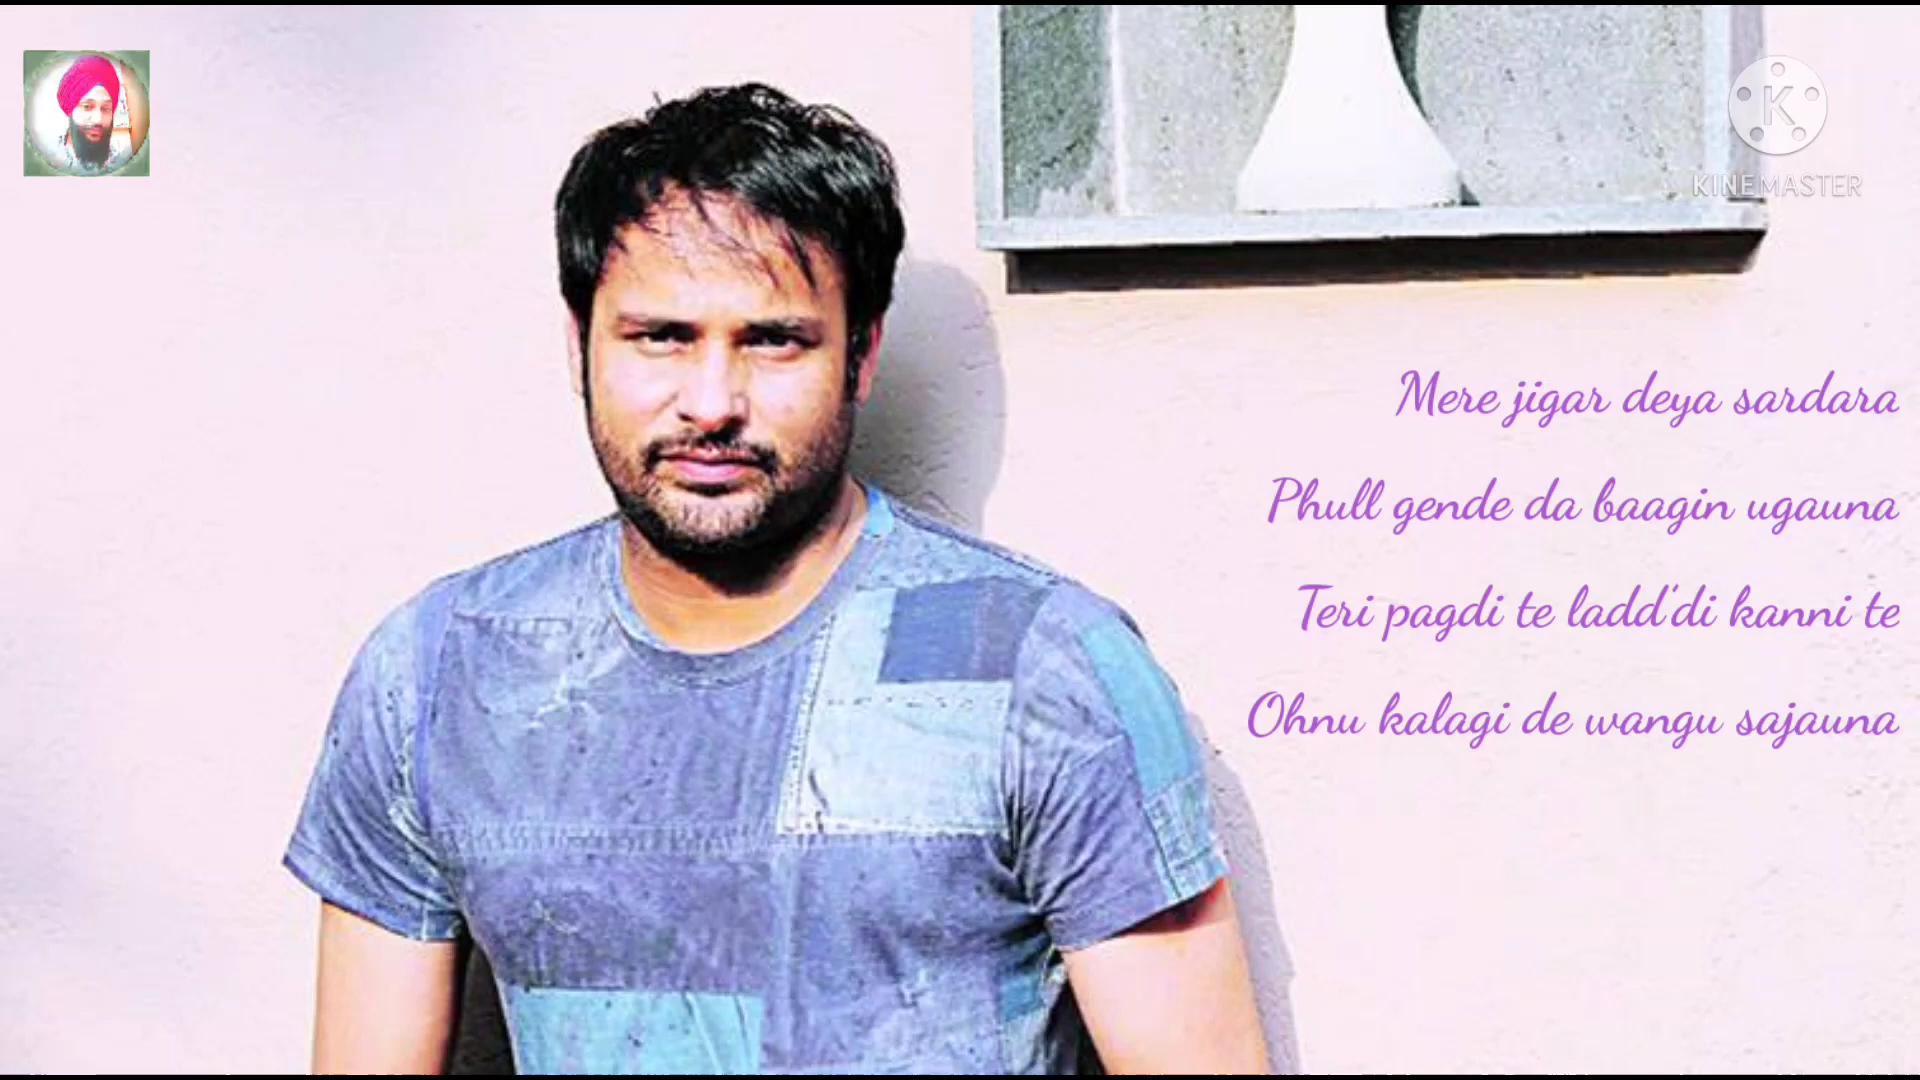 K
KINEMASTER
Mere jigar deya sardara
Phull gende da baagin ugauna
Teri pagdi te ladd'di kanni te
Ohnu kalagi de wangu sajauna